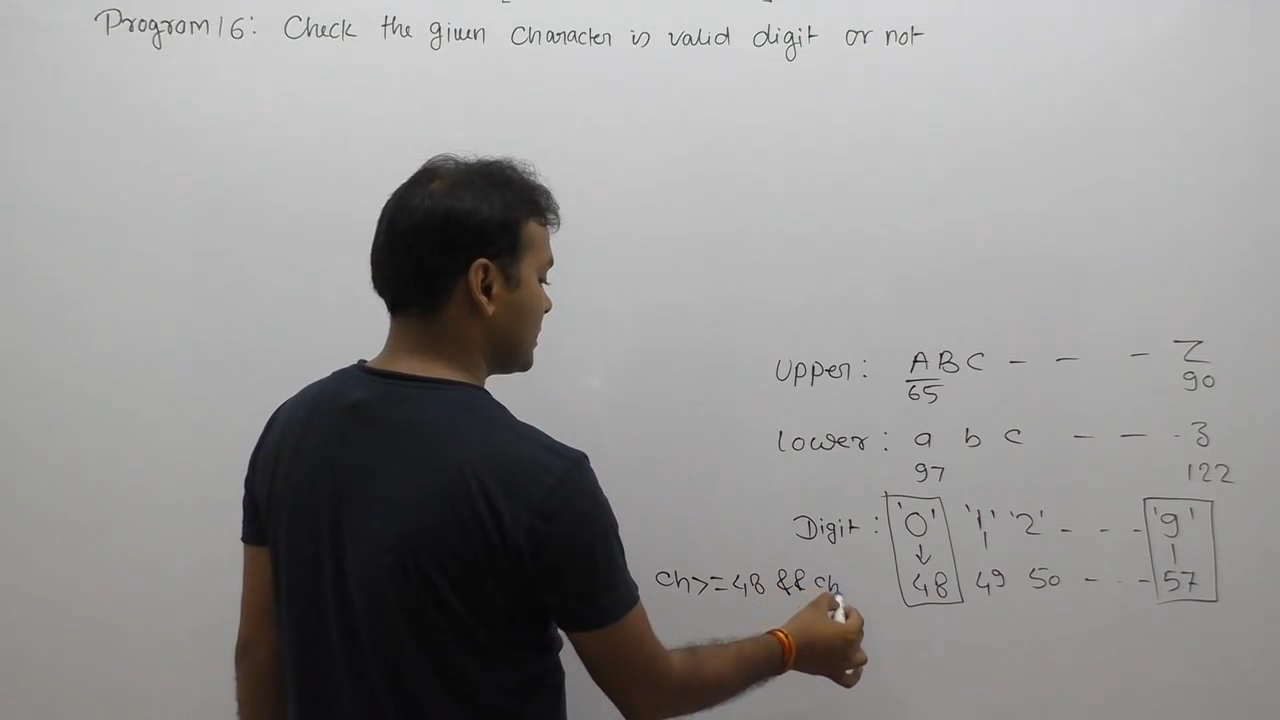 Program 16: Check the given character is valid digit or not
Upper: A B C - - - Z
65 90
Lower: a b c - - - z
97 122
Digit: '0' '1' '2' - - - '9'
ch>=48 && ch 48 49 50 - - - 57